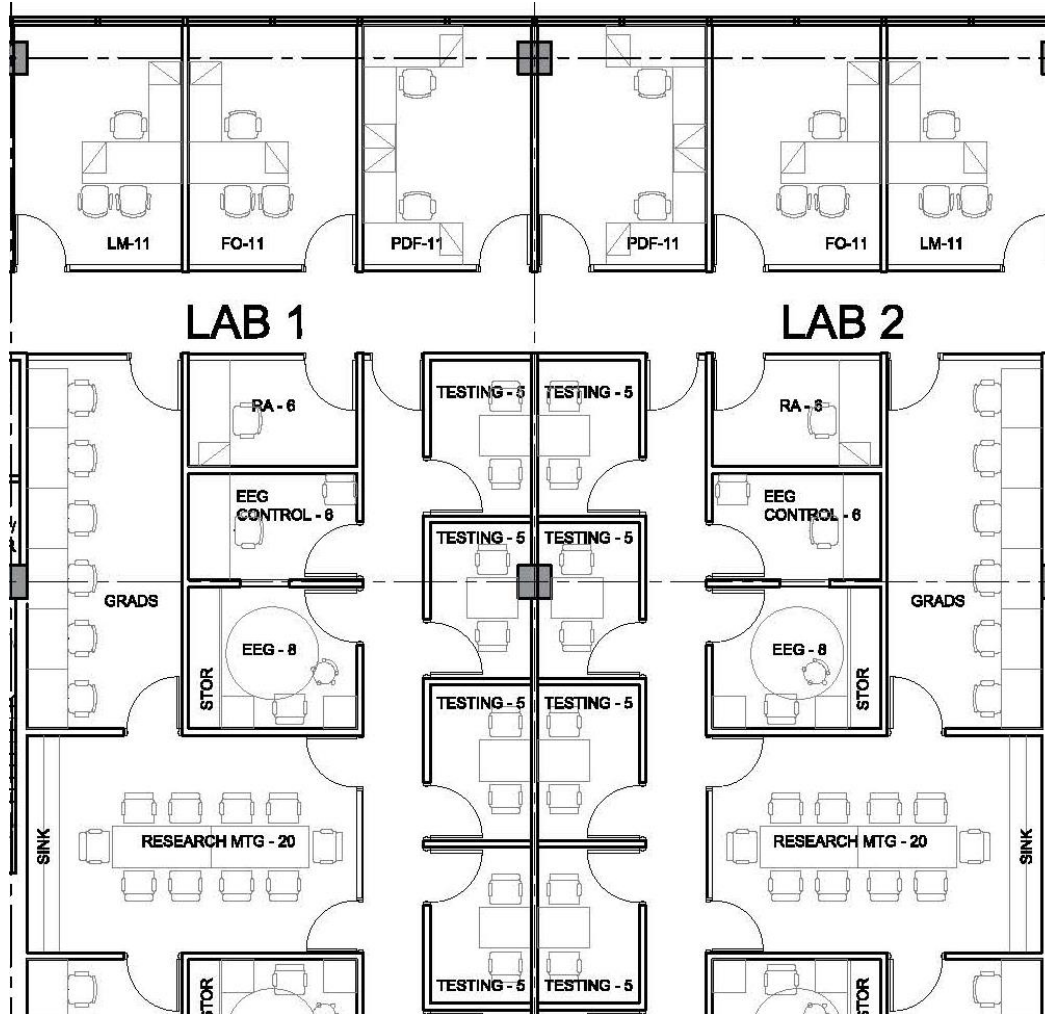 LM-11
FO-11
PDF-11
PDF-11
FO-11
LM-11
LAB 1
LAB 2
TESTING - 5
TESTING - 5
RA - 6
RA - 6
EEG
CONTROL - 6
EEG
CONTROL - 6
TESTING - 5
TESTING - 5
GRADS
GRADS
EEG - 8
EEG - 8
STOR
STOR
TESTING - 5
TESTING - 5
SINK
RESEARCH MTG - 20
RESEARCH MTG - 20
SINK
TESTING - 5
TESTING - 5
STOR
STOR